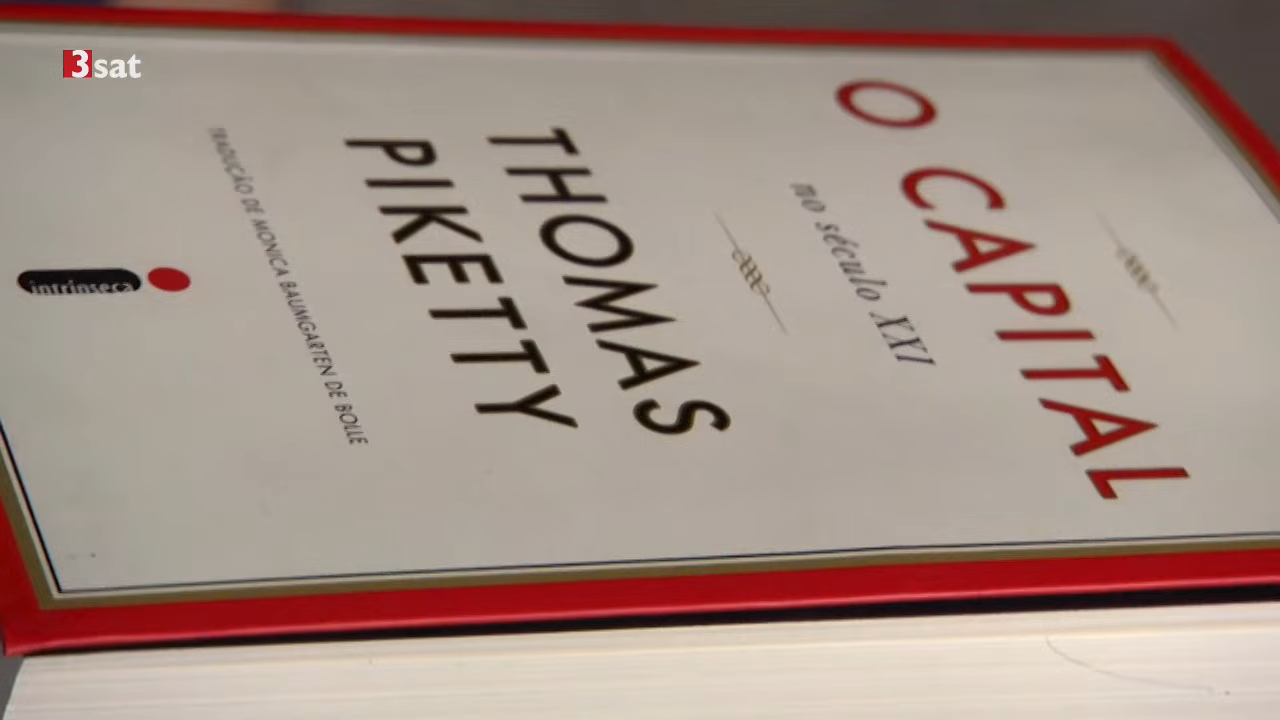 3sat
O CAPITAL
no século XXI
THOMAS
PIKETTY
TRADUÇÃO DE MONICA BAUMGARTEN DE BOLLE
intrínseca